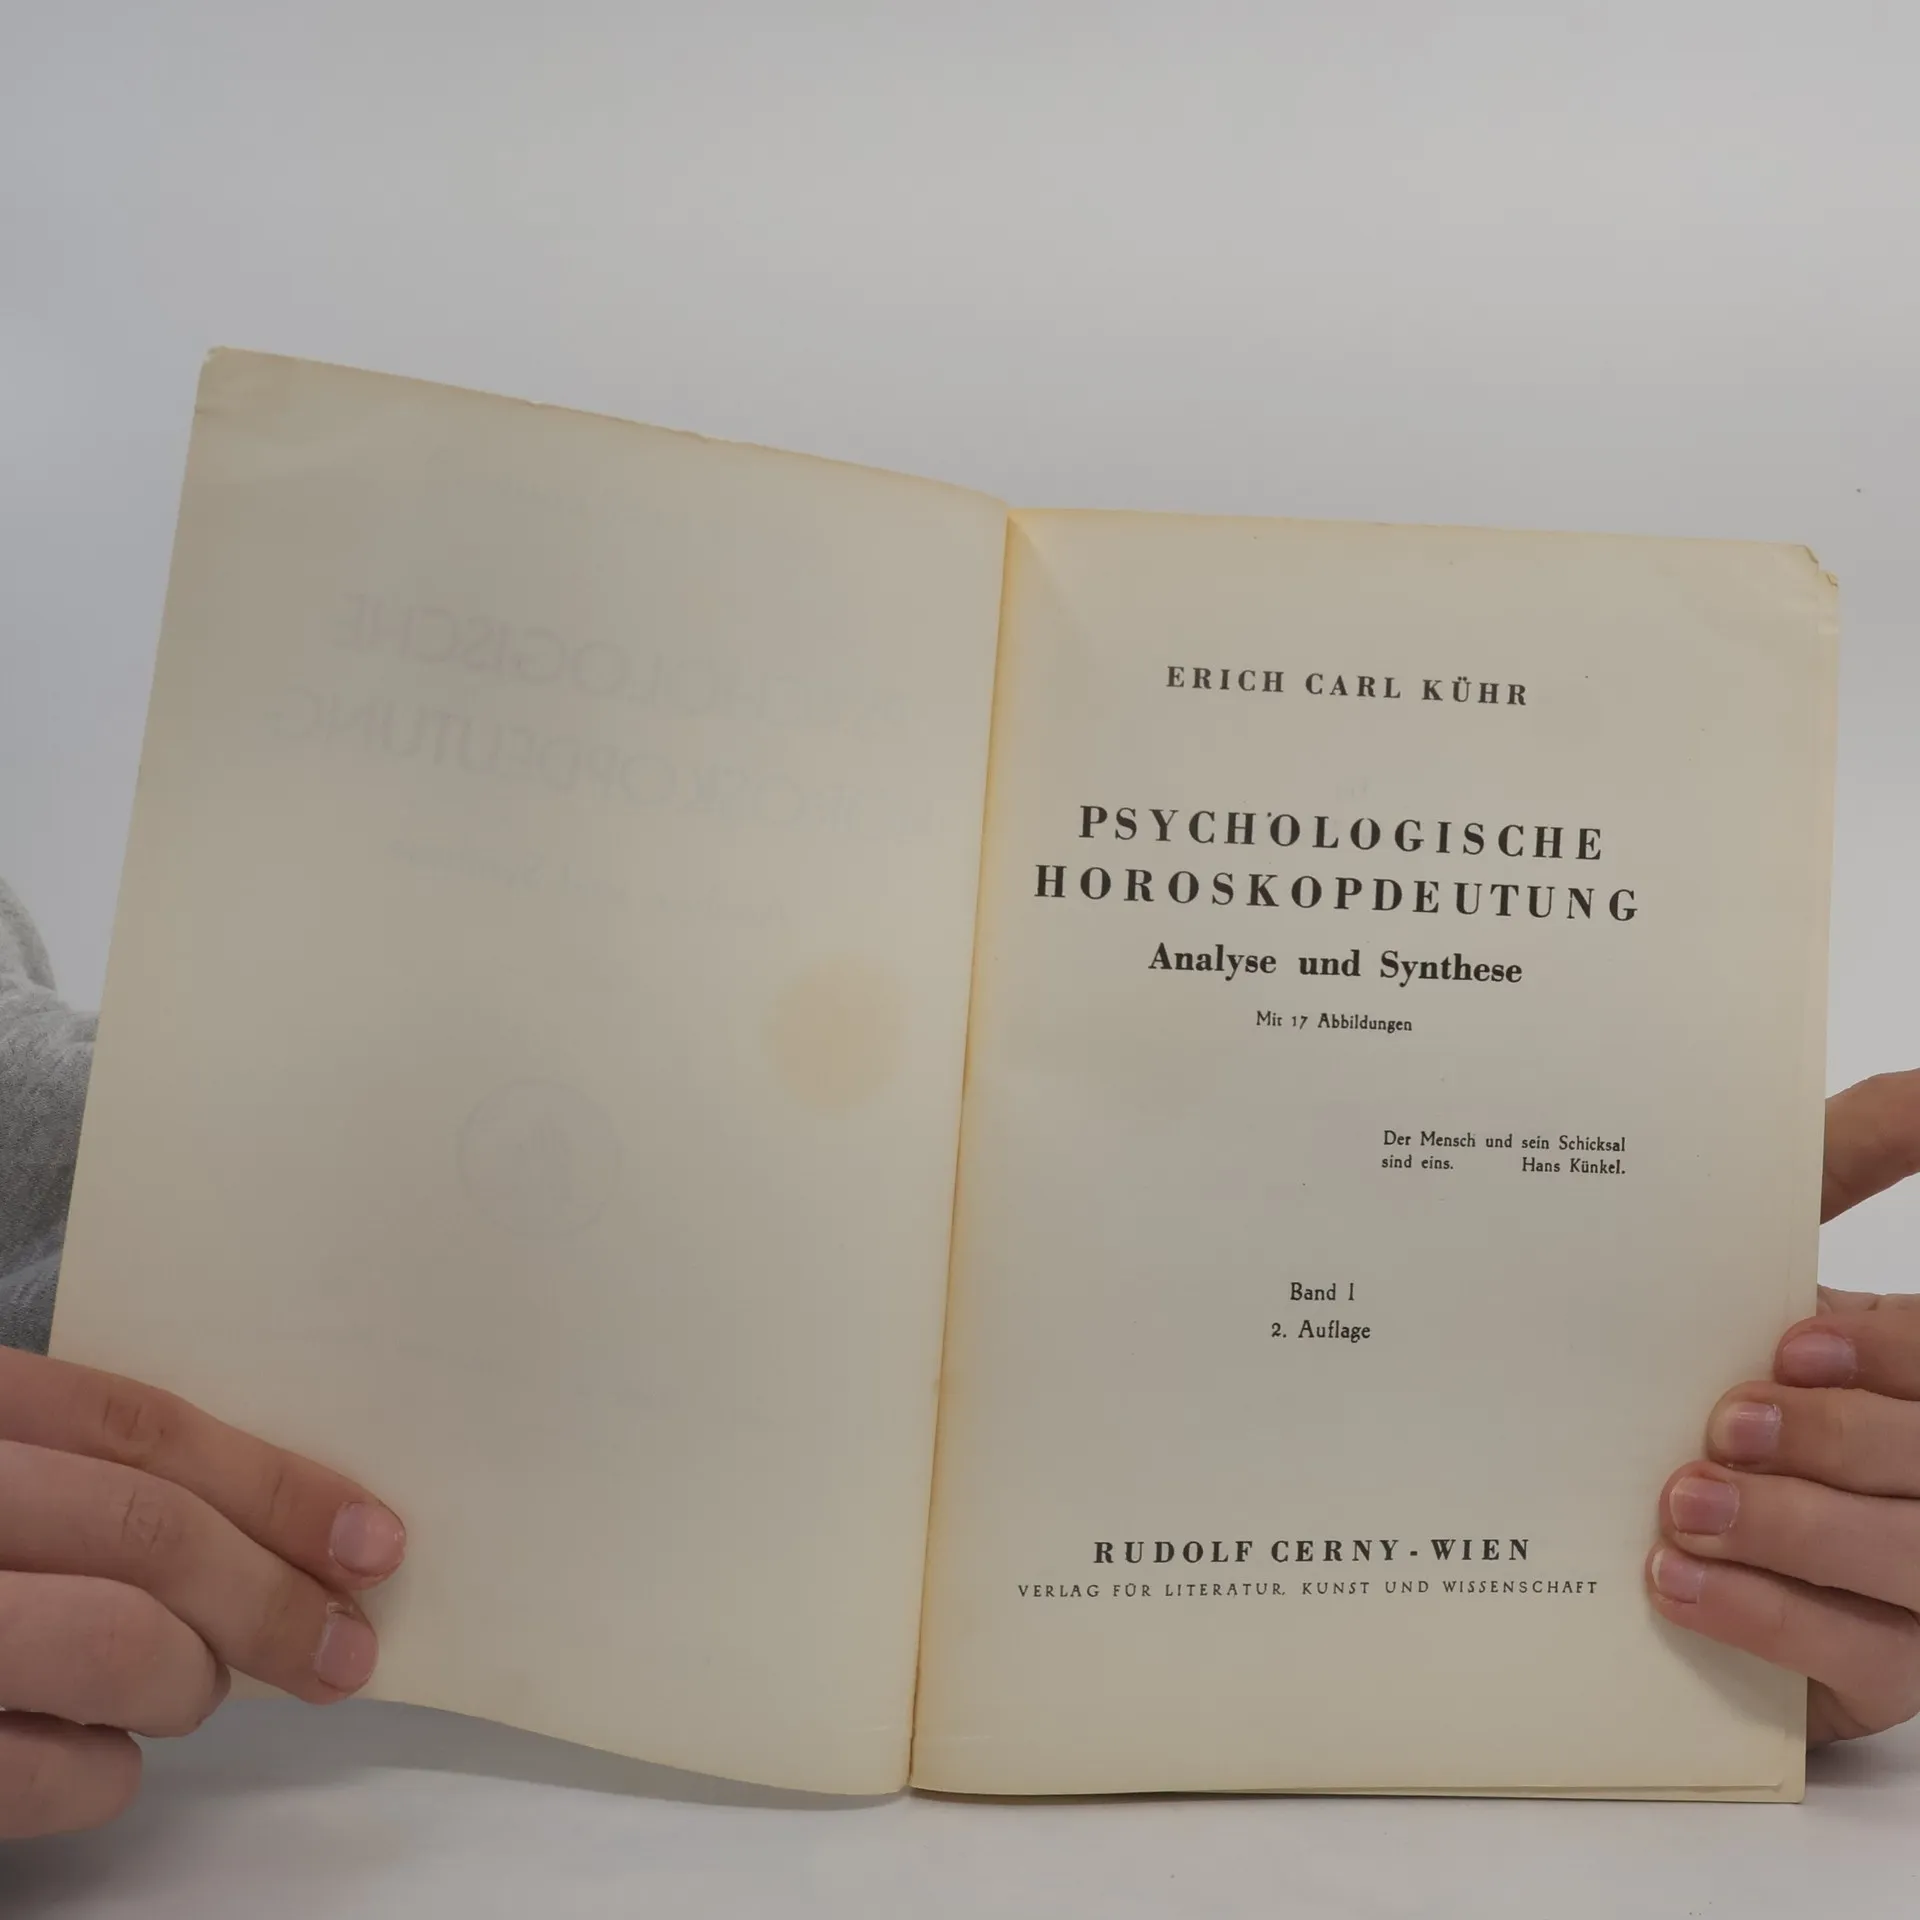 ERICH CARL KÜHR
PSYCHOLOGISCHE
HOROSKOPDEUTUNG
Analyse und Synthese
Mit 17 Abbildungen
Der Mensch und sein Schicksal
sind eins. Hans Künkel.
Band I
2. Auflage
RUDOLF CERNY-WIEN
VERLAG FÜR LITERATUR, KUNST UND WISSENSCHAFT